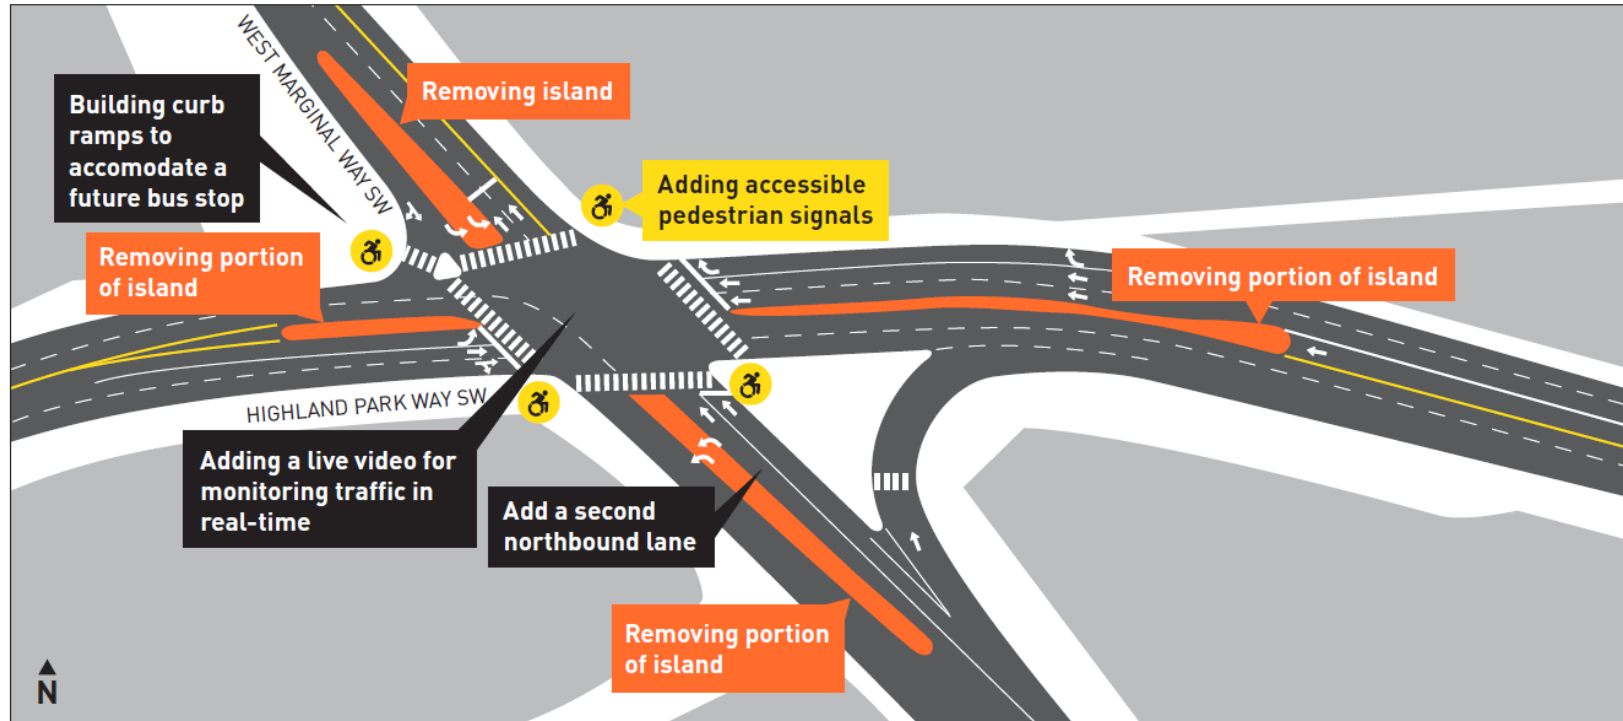 WEST MARGINAL WAY SW
Removing island
Building curb
ramps to
accomodate a
future bus stop
Adding accessible
pedestrian signals
Removing portion
of island
Removing portion of island
HIGHLAND PARK WAY SW
Adding a live video for
monitoring traffic in
real-time
Add a second
northbound lane
Removing portion
of island
N